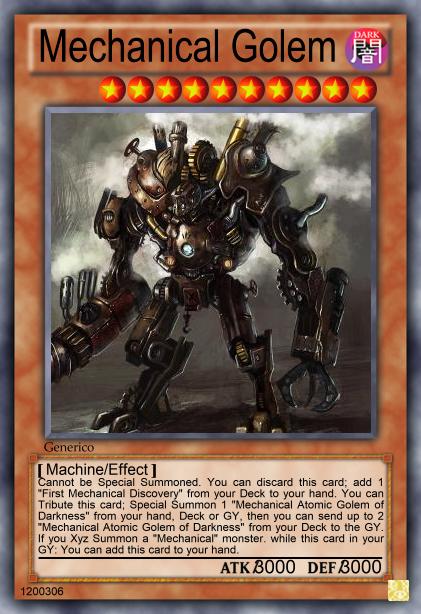 Mechanical Golem
DARK
闇
Generico
[ Machine/Effect ]
Cannot be Special Summoned. You can discard this card; add 1
"First Mechanical Discovery" from your Deck to your hand. You can
Tribute this card; Special Summon 1 "Mechanical Atomic Golem of
Darkness" from your hand, Deck or GY, then you can send up to 2
"Mechanical Atomic Golem of Darkness" from your Deck to the GY.
If you Xyz Summon a "Mechanical" monster. while this card in your
GY: You can add this card to your hand.
ATK 3000 DEF 3000
1200306